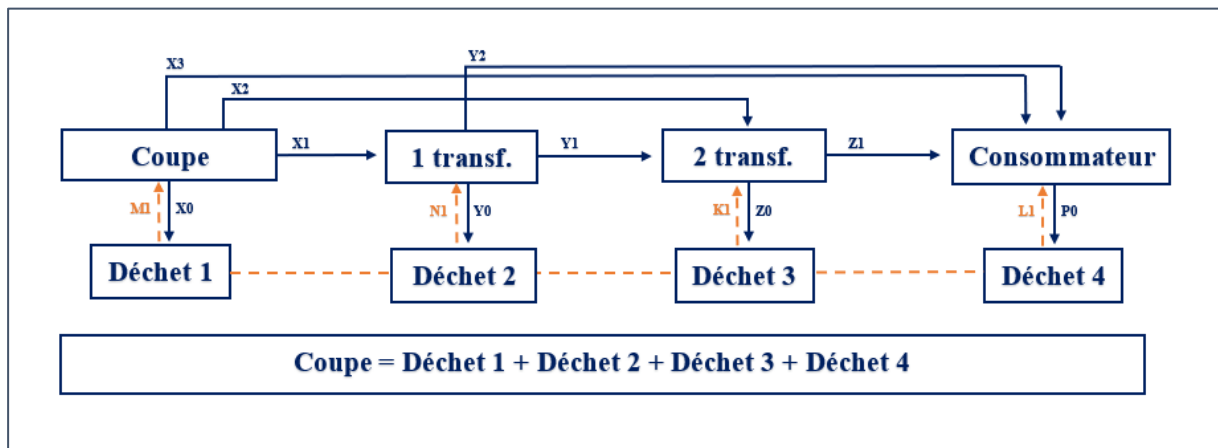 X3
Y2
X2
Coupe
X1
1 transf.
Y1
2 transf.
Z1
Consommateur
M1
X0
N1
Y0
K1
Z0
L1
P0
Déchet 1
Déchet 2
Déchet 3
Déchet 4
Coupe = Déchet 1 + Déchet 2 + Déchet 3 + Déchet 4